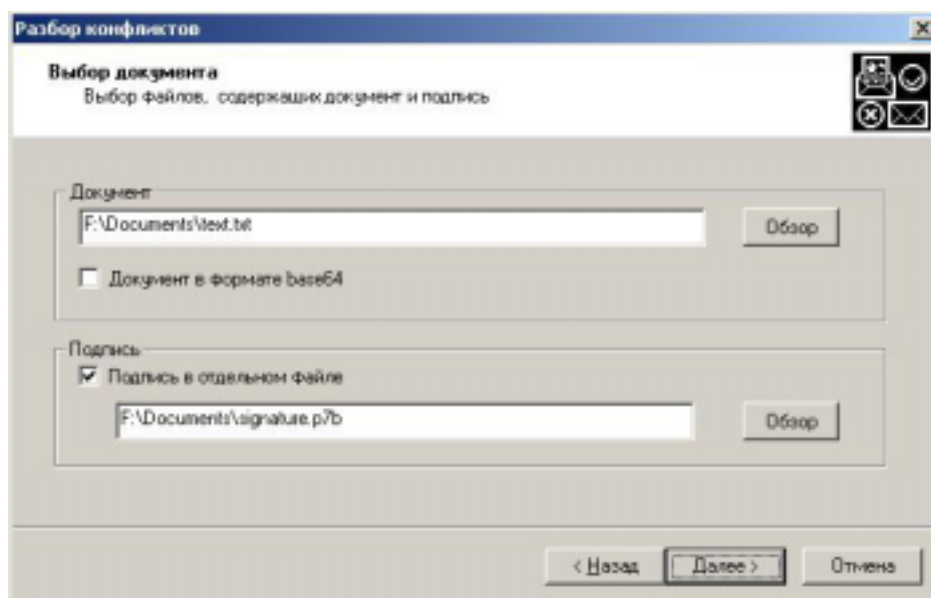 Разбор конфликтов
Выбор документа
Выбор файлов, содержащих документ и подпись
Документ
F:\Documents\text.txt
Обзор
Документ в формате base64
Подпись
Подпись в отдельном файле
F:\Documents\signature.p7b
Обзор
< Назад
Далее >
Отмена